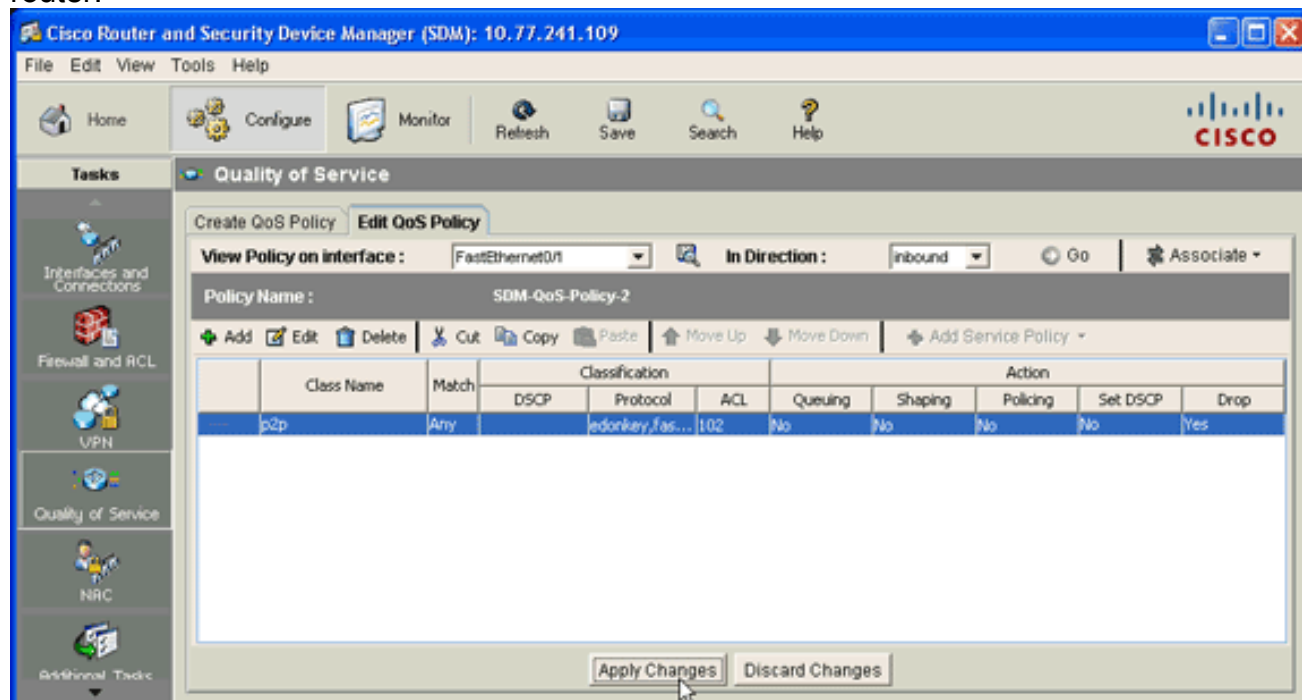 router.
Cisco Router and Security Device Manager (SDM): 10.77.241.109
File Edit View Tools Help
Home Configure Monitor Refresh Save Search Help CISCO
Tasks Quality of Service
Create QoS Policy Edit QoS Policy
View Policy on interface : FastEthernet0/1 In Direction : inbound Go Associate
Interfaces and
Connections
Policy Name : SDM-QoS-Policy-2
Add Edit Delete Cut Copy Paste Move Up Move Down Add Service Policy
Firewall and ACL
Class Name Match Classification Action
DSCP Protocol ACL Queuing Shaping Policing Set DSCP Drop
p2p Any edonkey,fas... 102 No No No No Yes
VPN
Quality of Service
NAC
Additional Tasks
Apply Changes Discard Changes